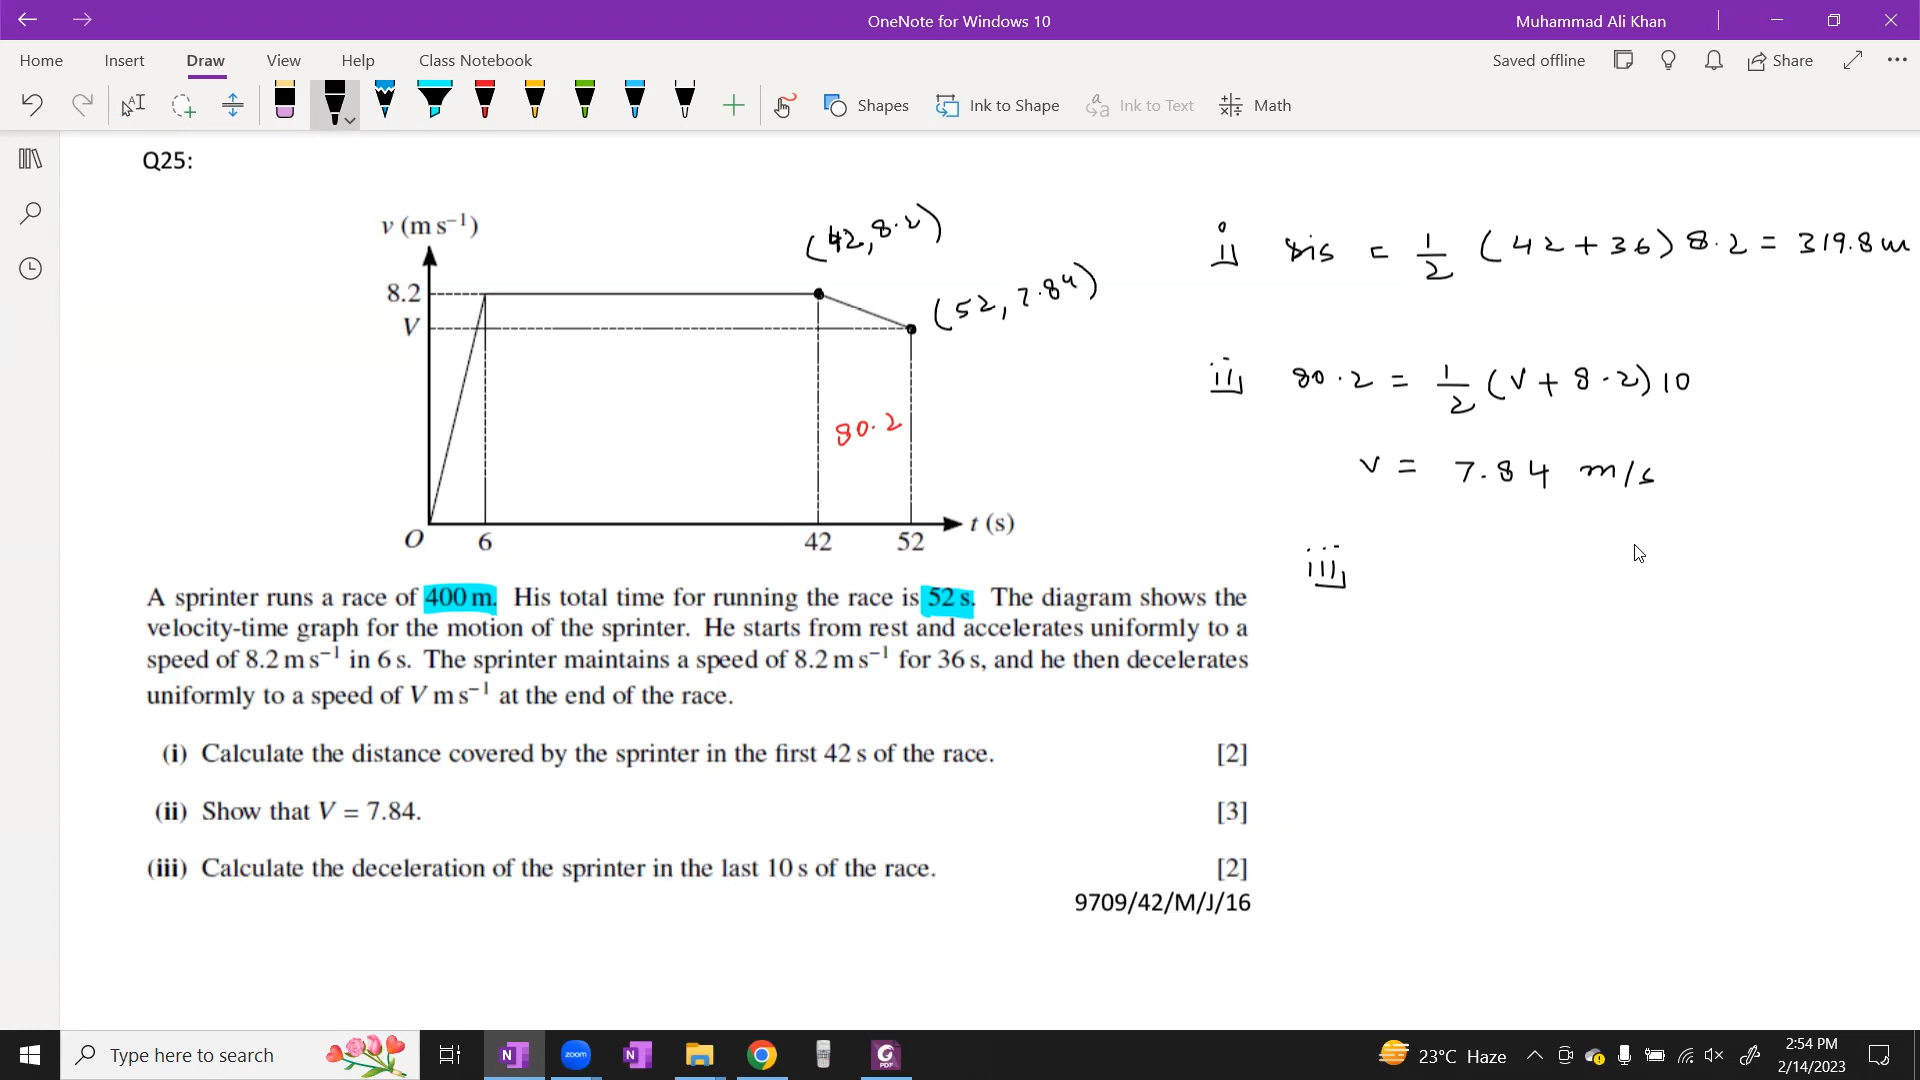 OneNote for Windows 10
Muhammad Ali Khan
Home Insert Draw View Help Class Notebook
Saved offline
Share
Shapes
Ink to Shape
Ink to Text
Math
Q25:
v (m s⁻¹)
8.2
V
O
6
42
52
t (s)
(42, 8.2)
(52, 7.84)
80.2
ii dis = 1/2 (42 + 36) 8.2 = 319.8 m
iii 80.2 = 1/2 (V + 8.2) 10
V = 7.84 m/s
iii
A sprinter runs a race of 400 m. His total time for running the race is 52 s. The diagram shows the
velocity-time graph for the motion of the sprinter. He starts from rest and accelerates uniformly to a
speed of 8.2 m s⁻¹ in 6 s. The sprinter maintains a speed of 8.2 m s⁻¹ for 36 s, and he then decelerates
uniformly to a speed of V m s⁻¹ at the end of the race.
(i) Calculate the distance covered by the sprinter in the first 42 s of the race. [2]
(ii) Show that V = 7.84. [3]
(iii) Calculate the deceleration of the sprinter in the last 10 s of the race. [2]
9709/42/M/J/16
Type here to search
zoom
PDF
23°C Haze
2:54 PM
2/14/2023